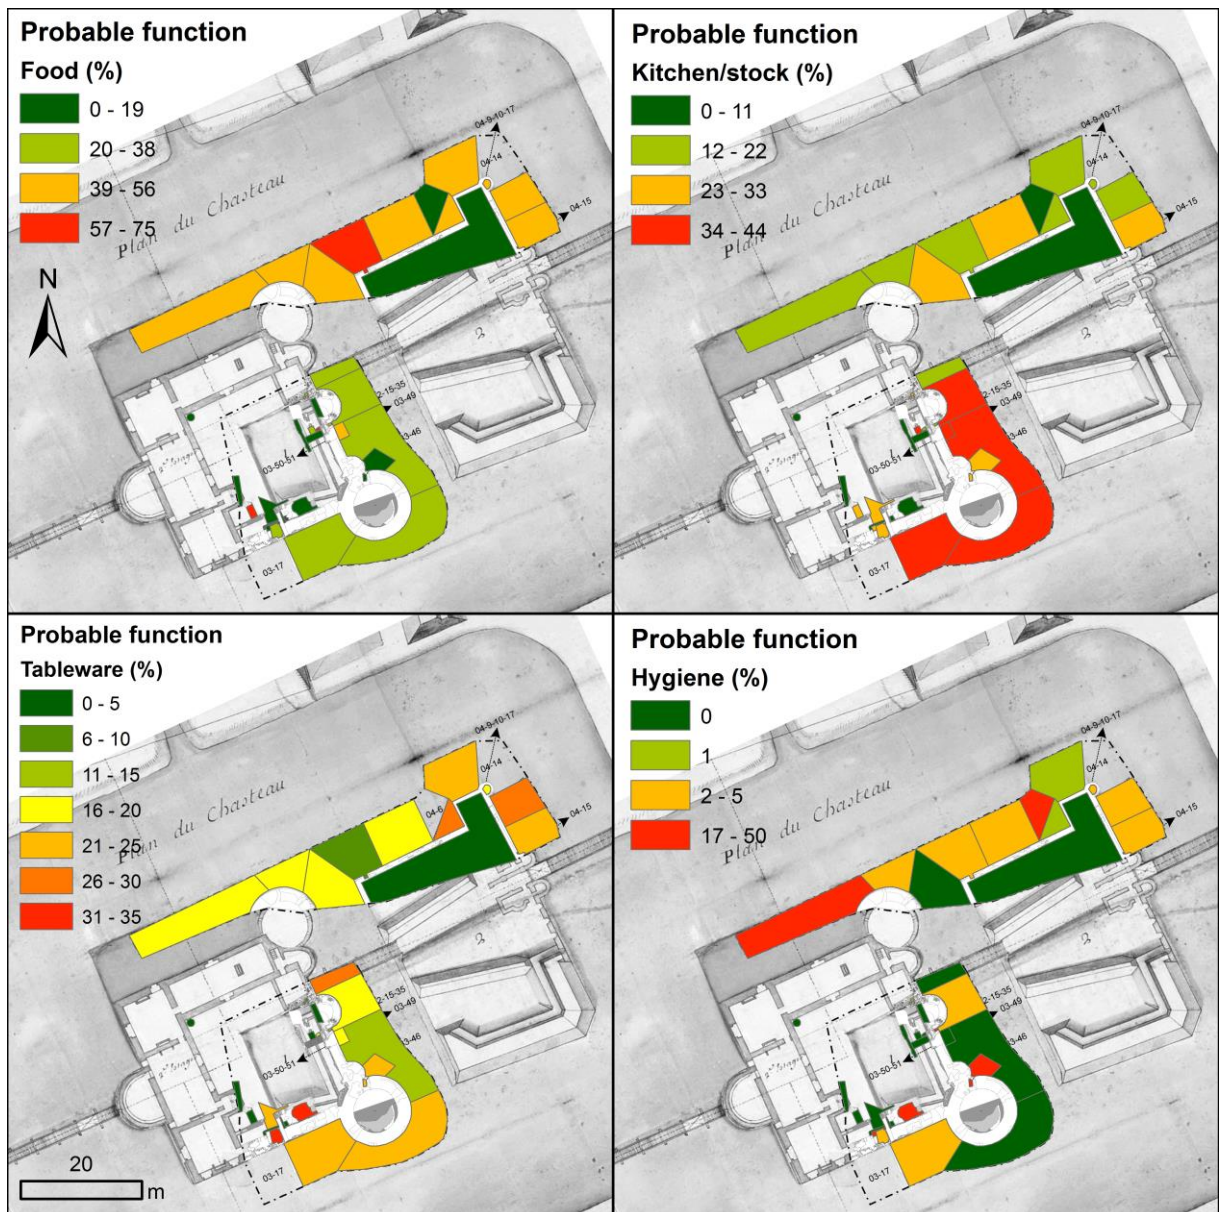 Probable function
Food (%)
0 - 19
20 - 38
39 - 56
57 - 75
Plan du Chasteau
N
04-9-10-17
04-14
04-15
2-15-35
03-49
3-46
03-50-51
03-17
Probable function
Kitchen/stock (%)
0 - 11
12 - 22
23 - 33
34 - 44
Plan du Chasteau
04-9-10-17
04-14
04-15
2-15-35
03-49
3-46
03-50-51
03-17
Probable function
Tableware (%)
0 - 5
6 - 10
11 - 15
16 - 20
21 - 25
26 - 30
31 - 35
Plan du Chasteau
04-9-10-17
04-14
04-6
04-15
2-15-35
03-49
3-46
03-50-51
03-17
20
m
Probable function
Hygiene (%)
0
1
2 - 5
17 - 50
Plan du Chasteau
04-9-10-17
04-14
04-15
2-15-35
03-49
3-46
03-50-51
03-17